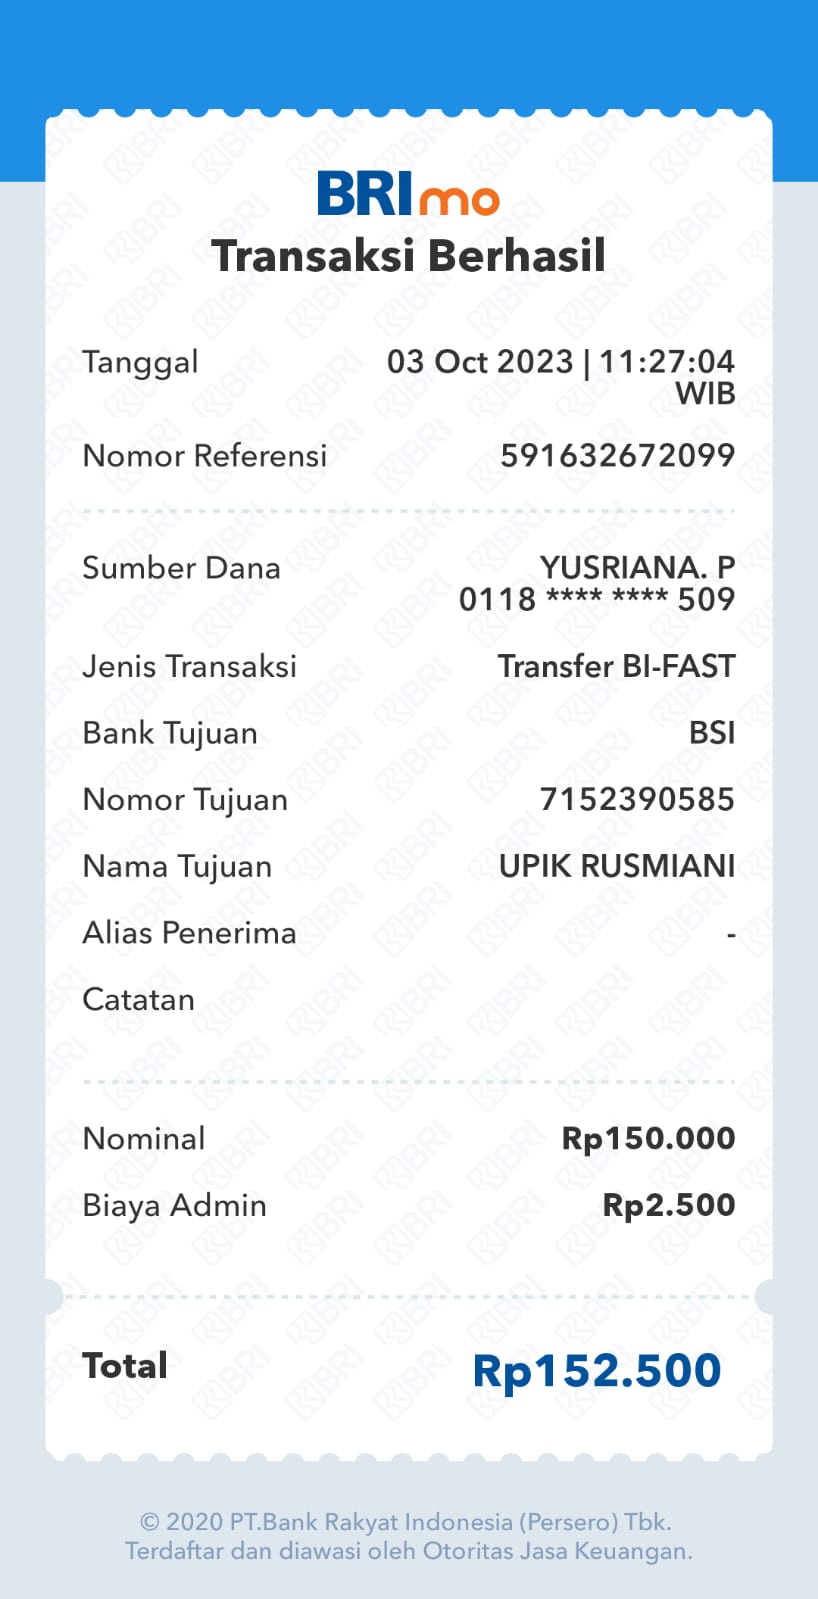 BRImo
Transaksi Berhasil
Tanggal 03 Oct 2023 | 11:27:04
WIB
Nomor Referensi 591632672099
Sumber Dana YUSRIANA. P
0118 **** **** 509
Jenis Transaksi Transfer BI-FAST
Bank Tujuan BSI
Nomor Tujuan 7152390585
Nama Tujuan UPIK RUSMIANI
Alias Penerima -
Catatan
Nominal Rp150.000
Biaya Admin Rp2.500
Total Rp152.500
© 2020 PT.Bank Rakyat Indonesia (Persero) Tbk.
Terdaftar dan diawasi oleh Otoritas Jasa Keuangan.